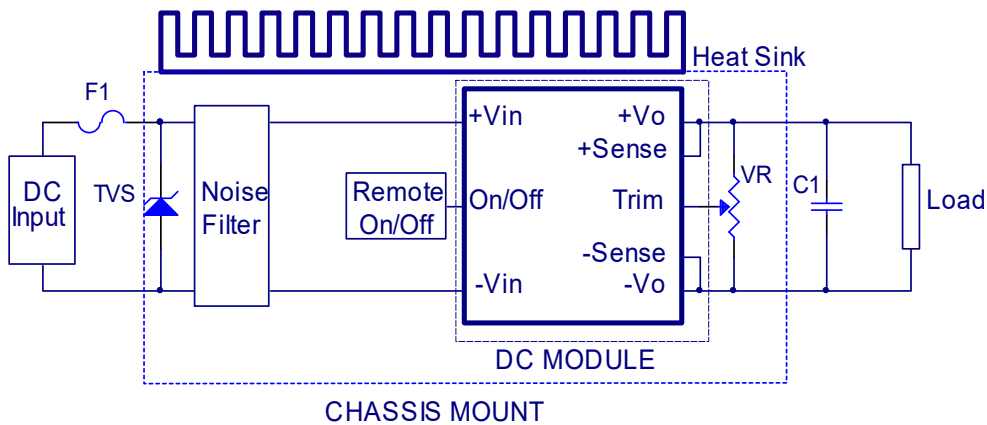 Heat Sink
F1
+Vin
+Vo
+Sense
DC
Input
TVS
Noise
Filter
Remote
On/Off
On/Off
Trim
VR
C1
Load
-Sense
-Vin
-Vo
DC MODULE
CHASSIS MOUNT